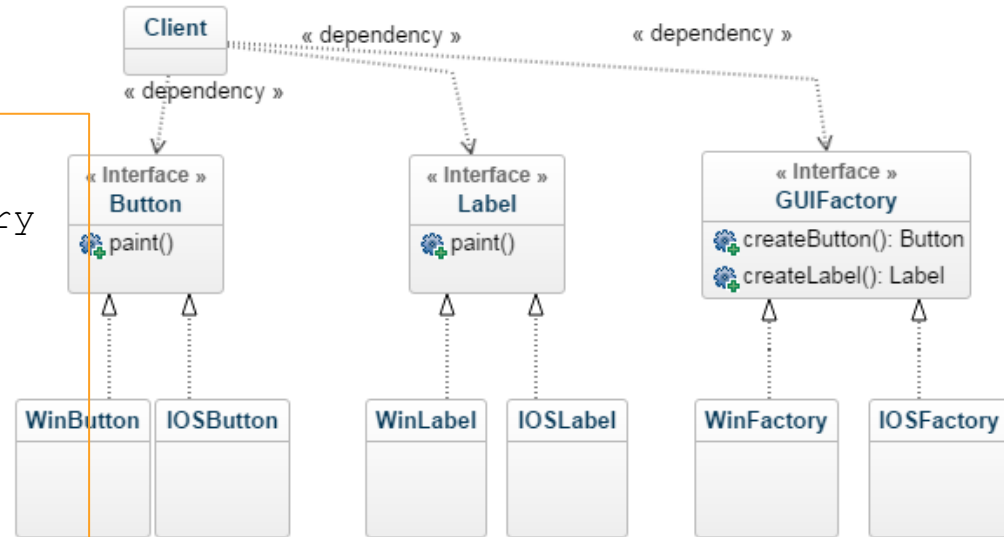 Client
« dependency »
« dependency »
« dependency »
« Interface »
Button
paint()
« Interface »
Label
paint()
« Interface »
GUIFactory
createButton(): Button
createLabel(): Label
ry
WinButton
IOSButton
WinLabel
IOSLabel
WinFactory
IOSFactory